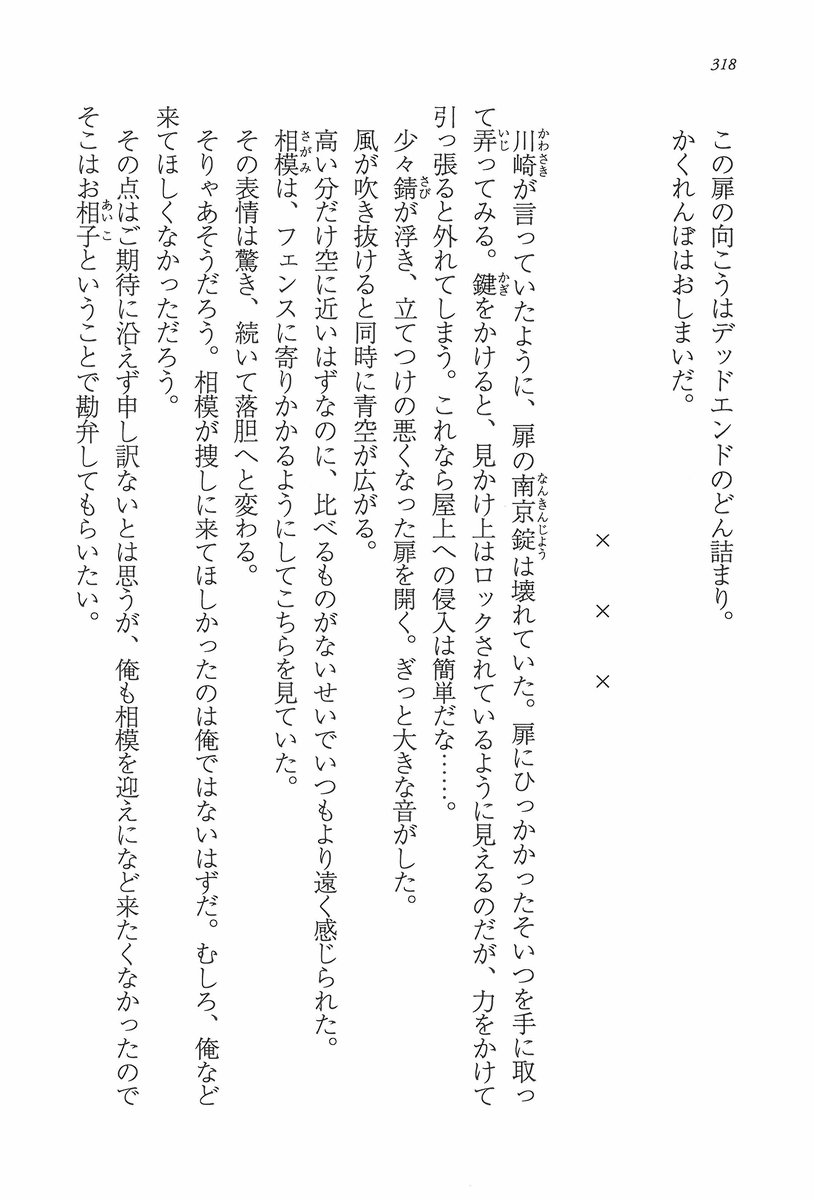 318
この扉の向こうはデッドエンドのどん詰まり。
かくれんぼはおしまいだ。
× × ×
川崎が言っていたように、扉の南京錠は壊れていた。扉にひっかかったそいつを手に取っ
て弄ってみる。鍵をかけると、見かけ上はロックされているように見えるのだが、力をかけて
引っ張ると外れてしまう。これなら屋上への侵入は簡単だな……。
少々錆が浮き、立てつけの悪くなった扉を開く。ぎっと大きな音がした。
風が吹き抜けると同時に青空が広がる。
高い分だけ空に近いはずなのに、比べるものがないせいでいつもより遠く感じられた。
相模は、フェンスに寄りかかるようにしてこちらを見ていた。
その表情は驚き、続いて落胆へと変わる。
そりゃあそうだろう。相模が捜しに来てほしかったのは俺ではないはずだ。むしろ、俺など
来てほしくなかっただろう。
その点はご期待に沿えず申し訳ないとは思うが、俺も相模を迎えになど来たくなかったので
そこはお相子ということで勘弁してもらいたい。